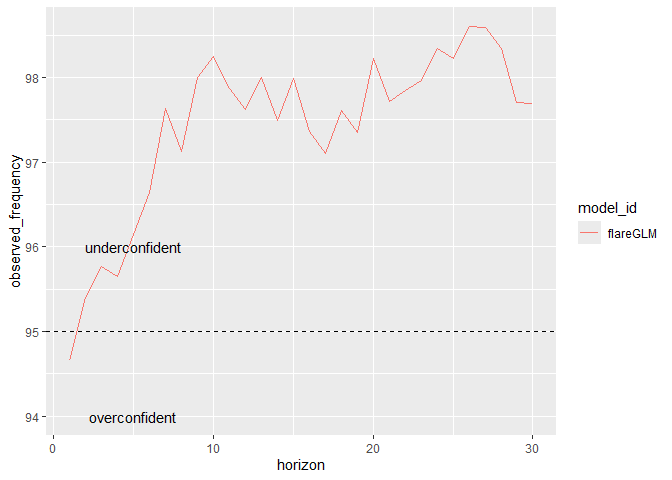 98
97
96
95
94
observed_frequency
underconfident
overconfident
0
10
20
30
horizon
model_id
flareGLM